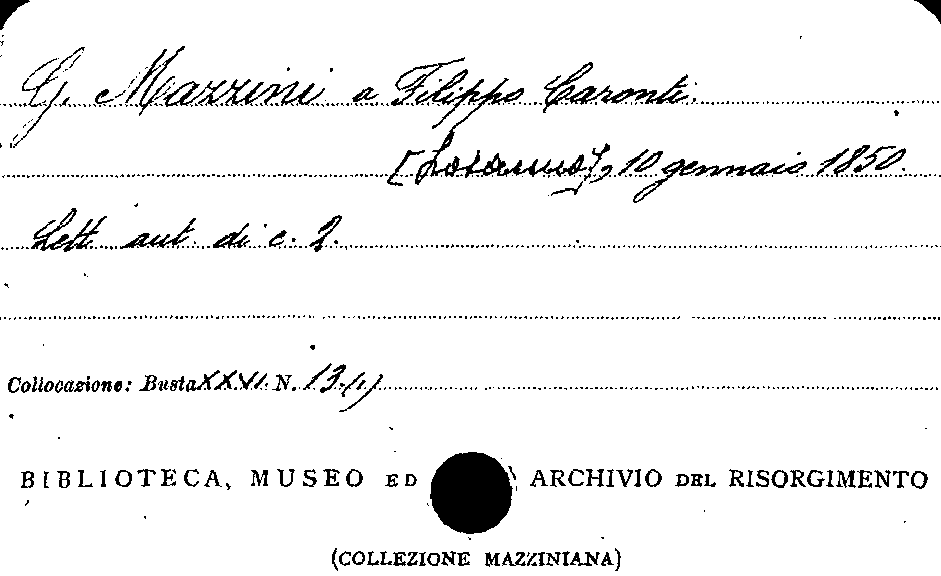 G. Mazzini a Filippo Caronti.
[Losanna], 10 gennaio 1850.
Lett. aut. di c. 2.
Collocazione: Busta XXVI. N. 13.(1)
BIBLIOTECA, MUSEO ED ARCHIVIO DEL RISORGIMENTO
(COLLEZIONE MAZZINIANA)